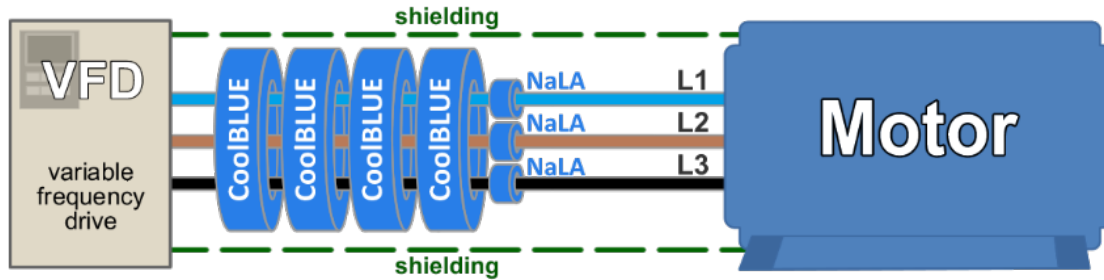 shielding
VFD
variable
frequency
drive
CoolBLUE
CoolBLUE
CoolBLUE
CoolBLUE
NaLA
L1
NaLA
L2
NaLA
L3
Motor
shielding